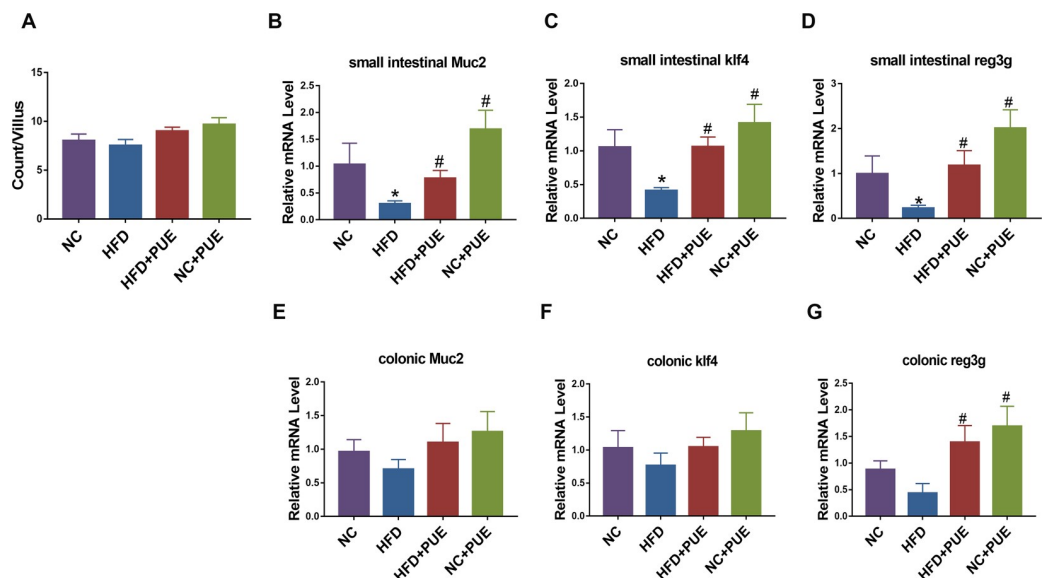 A
Count/Villus
15
10
5
0
NC
HFD
HFD+PUE
NC+PUE
B
small intestinal Muc2
Relative mRNA Level
2.5
2.0
1.5
1.0
0.5
0.0
*
#
#
NC
HFD
HFD+PUE
NC+PUE
C
small intestinal klf4
Relative mRNA Level
2.0
1.5
1.0
0.5
0.0
*
#
#
NC
HFD
HFD+PUE
NC+PUE
D
small intestinal reg3g
Relative mRNA Level
3
2
1
0
*
#
#
NC
HFD
HFD+PUE
NC+PUE
E
colonic Muc2
Relative mRNA Level
2.0
1.5
1.0
0.5
0.0
NC
HFD
HFD+PUE
NC+PUE
F
colonic klf4
Relative mRNA Level
2.0
1.5
1.0
0.5
0.0
NC
HFD
HFD+PUE
NC+PUE
G
colonic reg3g
Relative mRNA Level
2.5
2.0
1.5
1.0
0.5
0.0
#
#
NC
HFD
HFD+PUE
NC+PUE